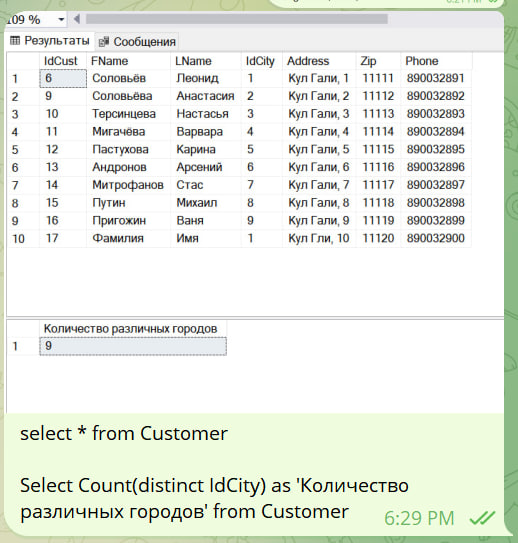 109 %
Результаты Сообщения
IdCust FName LName IdCity Address Zip Phone
1 6 Соловьёв Леонид 1 Кул Гали, 1 11111 890032891
2 9 Соловьёва Анастасия 2 Кул Гали, 2 11112 890032892
3 10 Терсинцева Настасья 3 Кул Гали, 3 11113 890032893
4 11 Мигачёва Варвара 4 Кул Гали, 4 11114 890032894
5 12 Пастухова Карина 5 Кул Гали, 5 11115 890032895
6 13 Андронов Арсений 6 Кул Гали, 6 11116 890032896
7 14 Митрофанов Стас 7 Кул Гали, 7 11117 890032897
8 15 Путин Михаил 8 Кул Гали, 8 11118 890032898
9 16 Пригожин Ваня 9 Кул Гали, 9 11119 890032899
10 17 Фамилия Имя 1 Кул Гли, 10 11120 890032900
Количество различных городов
1 9
select * from Customer
Select Count(distinct IdCity) as 'Количество
различных городов' from Customer
6:29 PM